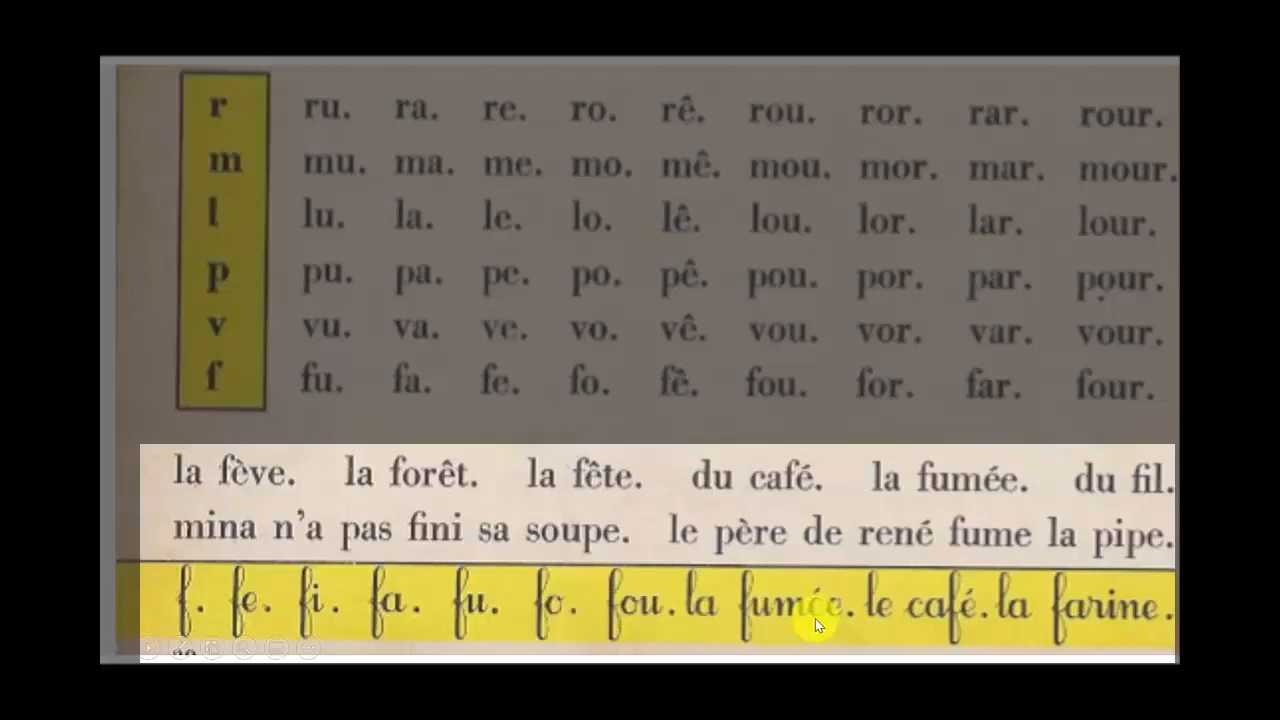 r ru. ra. re. ro. rê. rou. ror. rar. rour.
m mu. ma. me. mo. mê. mou. mor. mar. mour.
l lu. la. le. lo. lê. lou. lor. lar. lour.
p pu. pa. pe. po. pê. pou. por. par. pour.
v vu. va. ve. vo. vê. vou. vor. var. vour.
f fu. fa. fe. fo. fê. fou. for. far. four.
la fève. la forêt. la fête. du café. la fumée. du fil.
mina n'a pas fini sa soupe. le père de rené fume la pipe.
f. fe. fi. fa. fu. fo. fou. la fumée. le café. la farine.